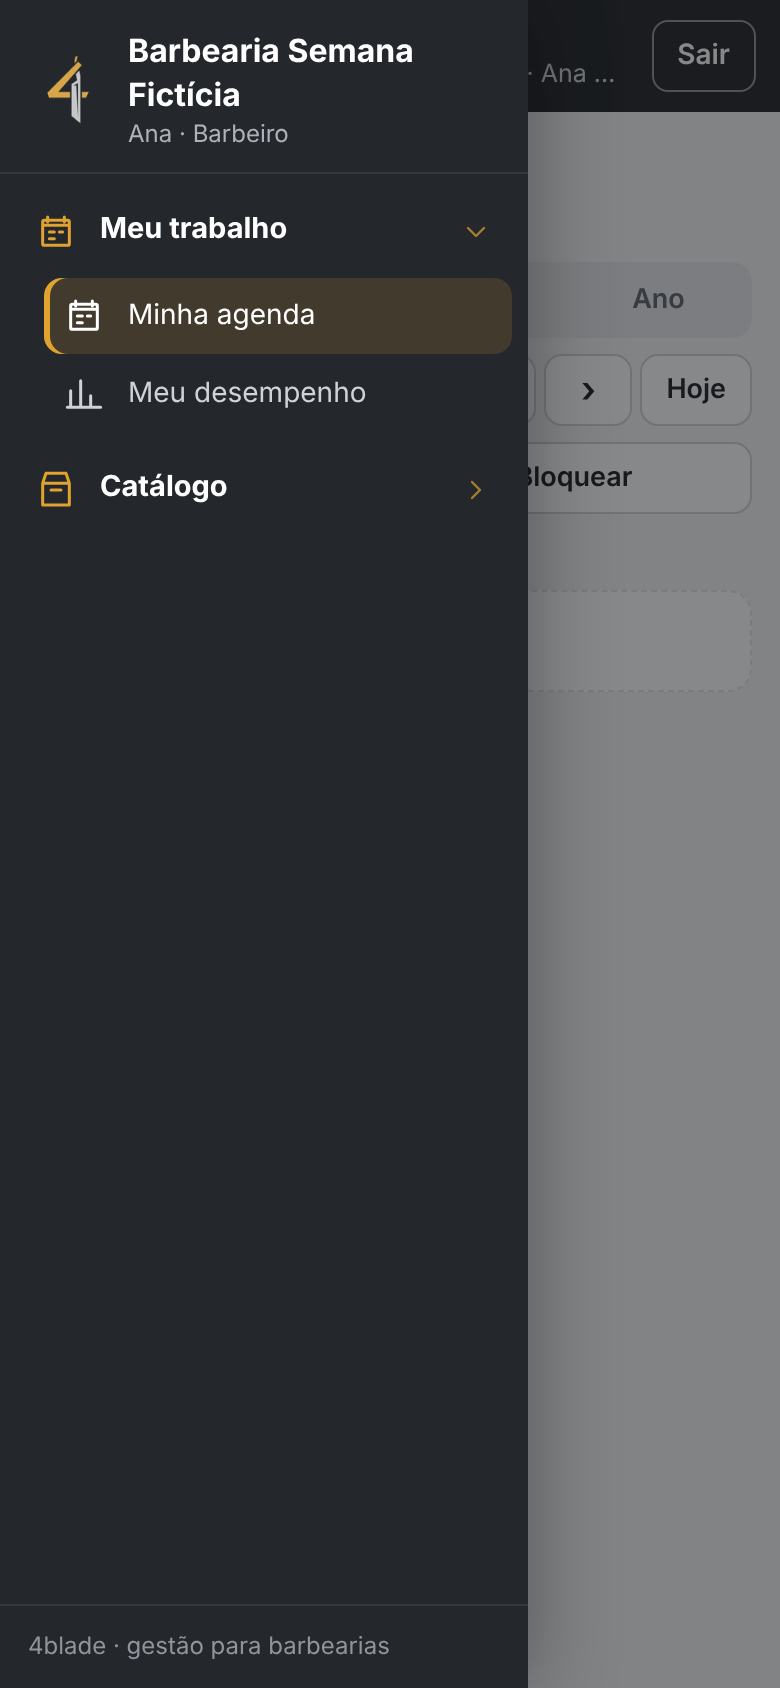 Barbearia Semana
Fictícia
Ana · Barbeiro
· Ana ...
Sair
Meu trabalho
Minha agenda
Meu desempenho
Catálogo
Ano
› Hoje
Bloquear
4blade · gestão para barbearias